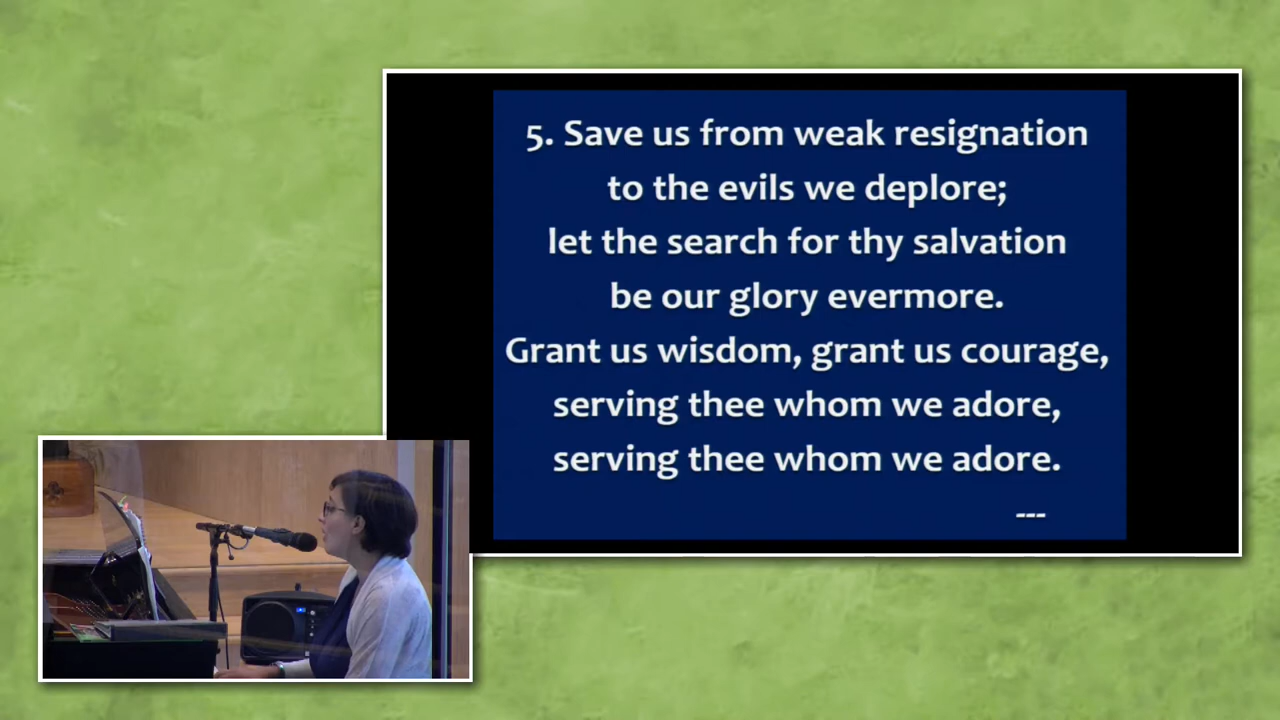 5. Save us from weak resignation
to the evils we deplore;
let the search for thy salvation
be our glory evermore.
Grant us wisdom, grant us courage,
serving thee whom we adore,
serving thee whom we adore.
---